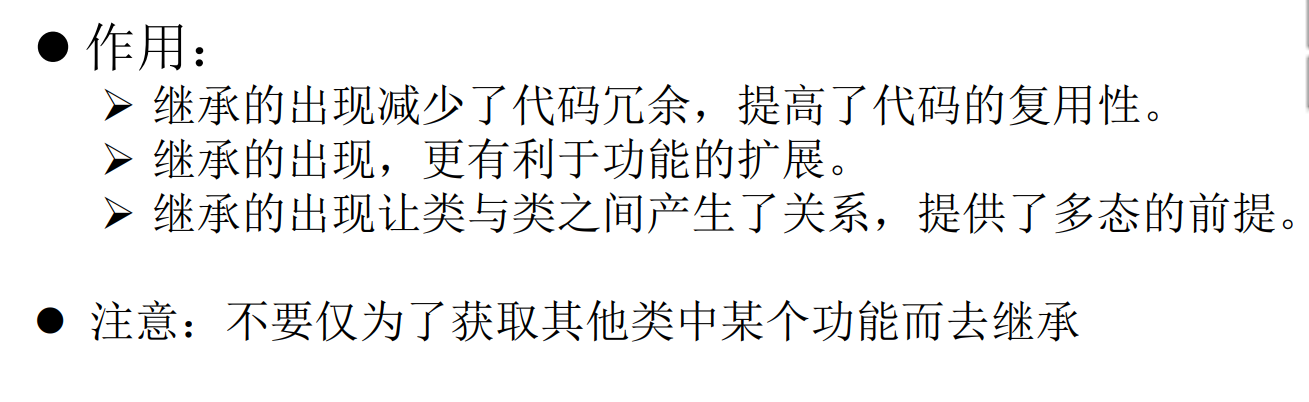 ● 作用：
➢ 继承的出现减少了代码冗余，提高了代码的复用性。
➢ 继承的出现，更有利于功能的扩展。
➢ 继承的出现让类与类之间产生了关系，提供了多态的前提。
● 注意：不要仅为了获取其他类中某个功能而去继承